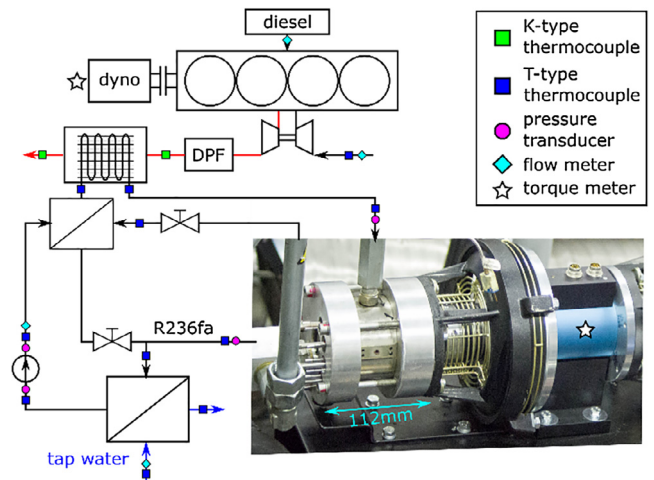 diesel
dyno
DPF
K-type
thermocouple
T-type
thermocouple
pressure
transducer
flow meter
torque meter
R236fa
112mm
tap water